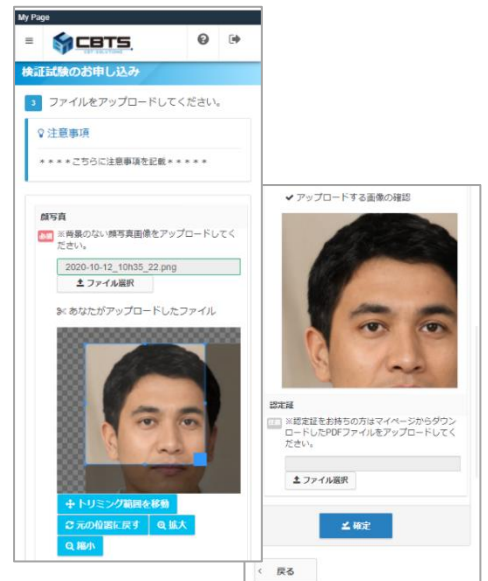 My Page
CBTS
CBT SOLUTIONS
検証試験のお申し込み
3 ファイルをアップロードしてください。
注意事項
****こちらに注意事項を記載*****
顔写真
必須 ※背景のない顔写真画像をアップロードしてく
ださい。
2020-10-12_10h35_22.png
ファイル選択
あなたがアップロードしたファイル
トリミング範囲を移動
元の位置に戻す 拡大
縮小
アップロードする画像の確認
認定証
任意 ※認定証をお持ちの方はマイページからダウン
ロードしたPDFファイルをアップロードしてく
ださい。
ファイル選択
確定
戻る